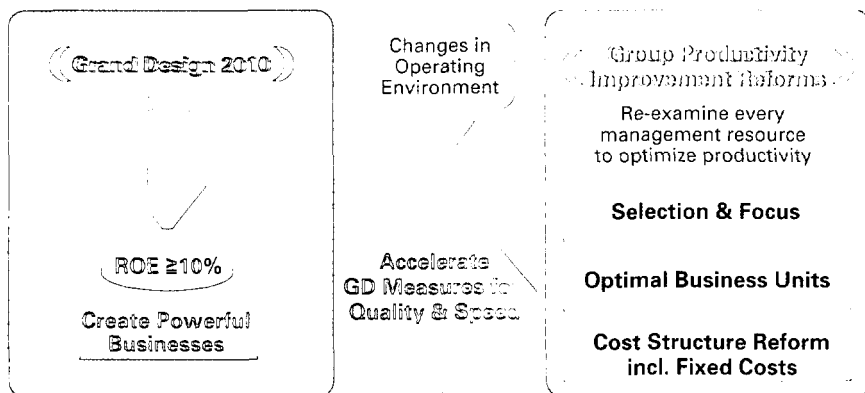 Grand Design 2010
ROE ≧10%
Create Powerful
Businesses
Changes in
Operating
Environment
Accelerate
GD Measures for
Quality & Speed
Group Productivity
Improvement Reforms
Re-examine every
management resource
to optimize productivity
Selection & Focus
Optimal Business Units
Cost Structure Reform
incl. Fixed Costs